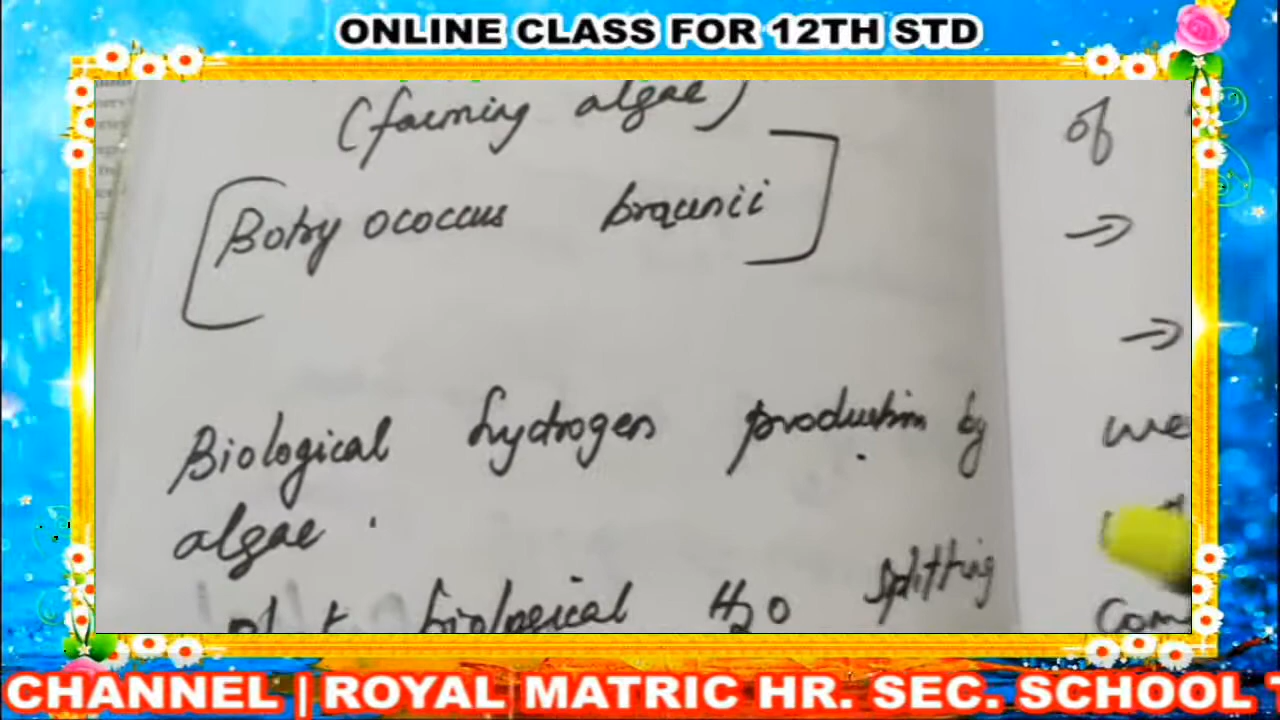 ONLINE CLASS FOR 12TH STD
(farming algae)
[Botryococcus braunii]
Biological hydrogen production by
algae.
biological H2O splitting
of
→
→
we
Com
CHANNEL | ROYAL MATRIC HR. SEC. SCHOOL T